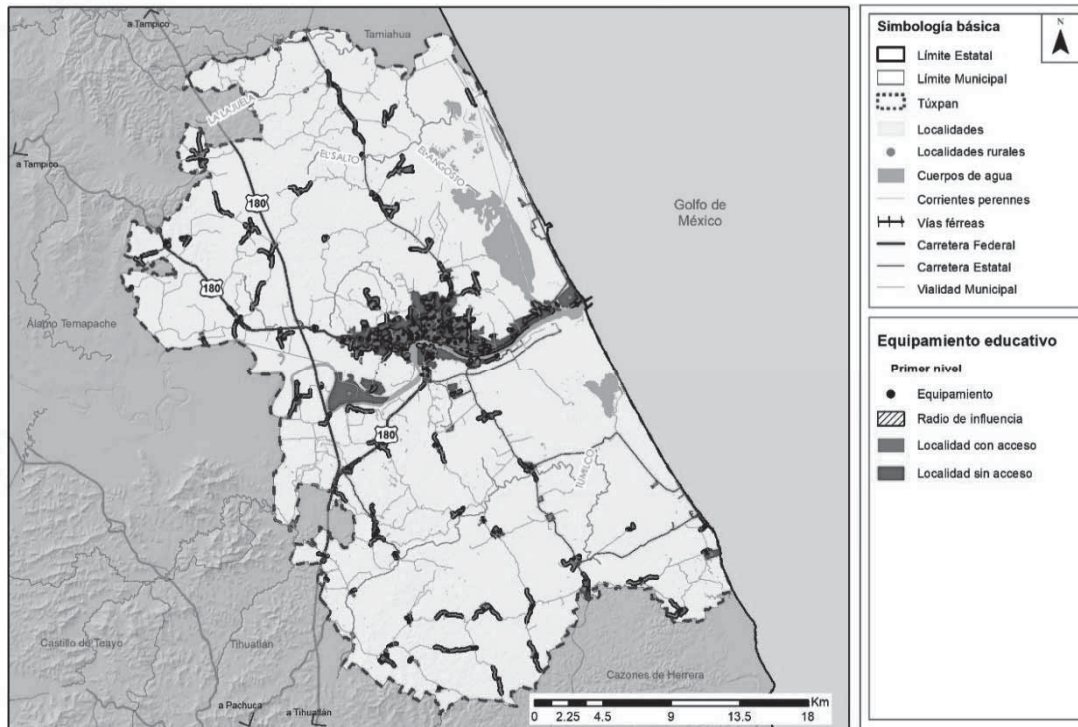 a Tampico
Tamiahua
LA LAJUELA
a Tampico
EL SALTO
EL ANGOSTO
180
Golfo de
México
180
Álamo Temapache
180
TUMILCO
Castillo de Teayo
Tihuatlán
Cazones de Herrera
a Pachuca
a Tihuatlán
Km
0 2.25 4.5 9 13.5 18
Simbología básica
N
Límite Estatal
Límite Municipal
Túxpan
Localidades
Localidades rurales
Cuerpos de agua
Corrientes perennes
Vías férreas
Carretera Federal
Carretera Estatal
Vialidad Municipal
Equipamiento educativo
Primer nivel
Equipamiento
Radio de influencia
Localidad con acceso
Localidad sin acceso